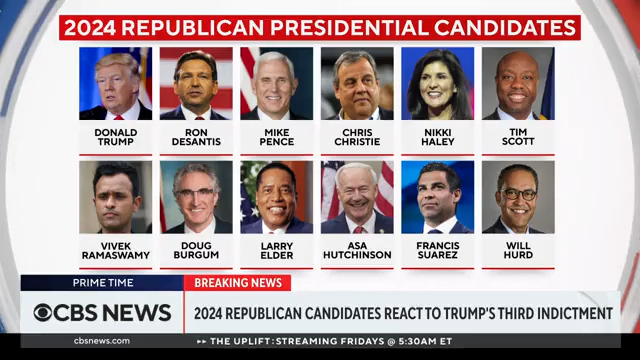 2024 REPUBLICAN PRESIDENTIAL CANDIDATES
DONALD TRUMP
RON DESANTIS
MIKE PENCE
CHRIS CHRISTIE
NIKKI HALEY
TIM SCOTT
VIVEK RAMASWAMY
DOUG BURGUM
LARRY ELDER
ASA HUTCHINSON
FRANCIS SUAREZ
WILL HURD
PRIME TIME
BREAKING NEWS
CBS NEWS
2024 REPUBLICAN CANDIDATES REACT TO TRUMP'S THIRD INDICTMENT
cbsnews.com
THE UPLIFT: STREAMING FRIDAYS @ 5:30AM ET